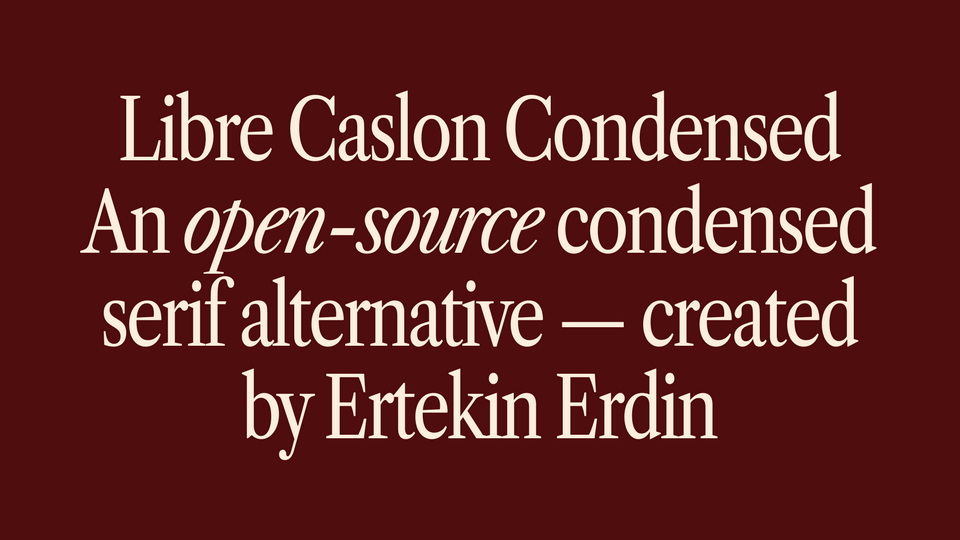 Libre Caslon Condensed
An open-source condensed
serif alternative — created
by Ertekin Erdin